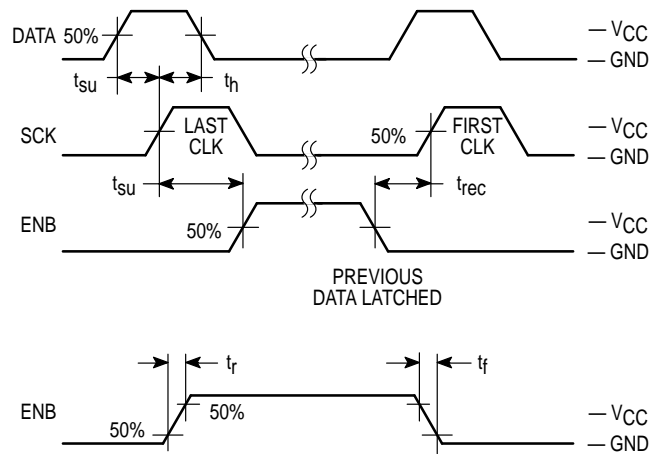 DATA 50% — VCC
— GND
tsu th
SCK LAST CLK 50% FIRST CLK — VCC
— GND
tsu trec
ENB 50% — VCC
— GND
PREVIOUS
DATA LATCHED
tr tf
ENB 50% 50% — VCC
— GND